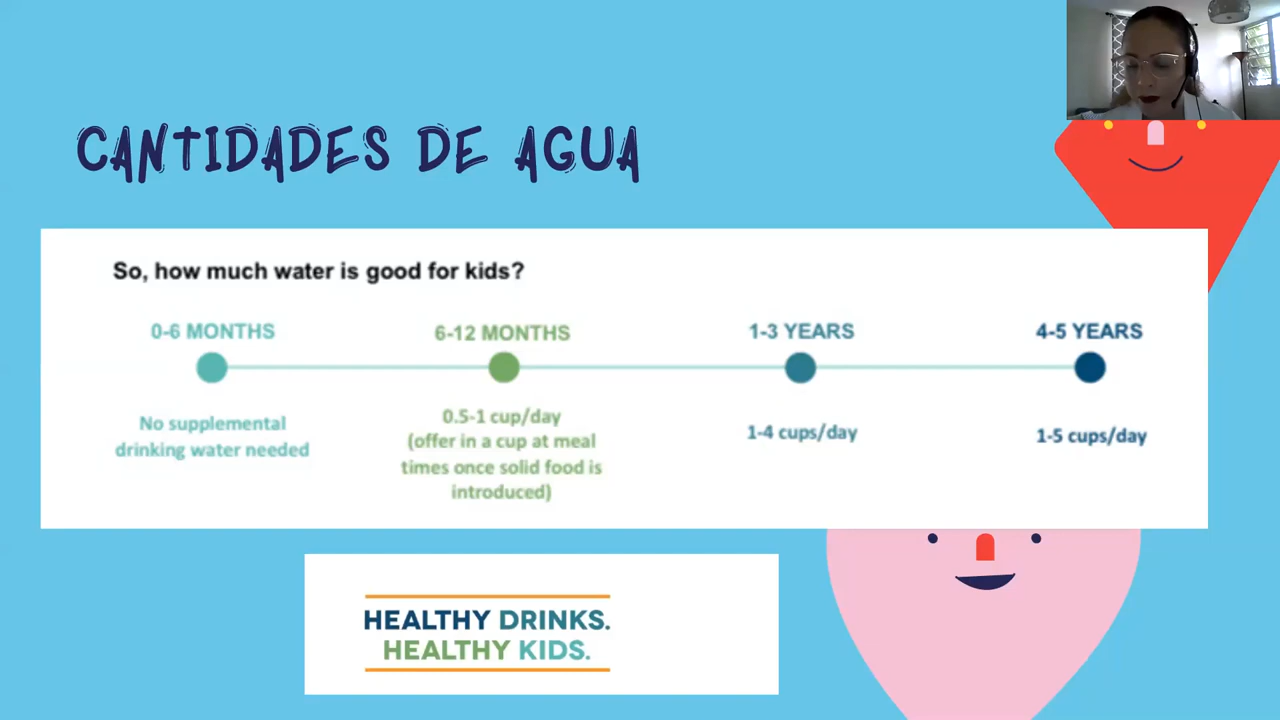 CANTIDADES DE AGUA
So, how much water is good for kids?
0-6 MONTHS
No supplemental
drinking water needed
6-12 MONTHS
0.5-1 cup/day
(offer in a cup at meal
times once solid food is
introduced)
1-3 YEARS
1-4 cups/day
4-5 YEARS
1-5 cups/day
HEALTHY DRINKS.
HEALTHY KIDS.